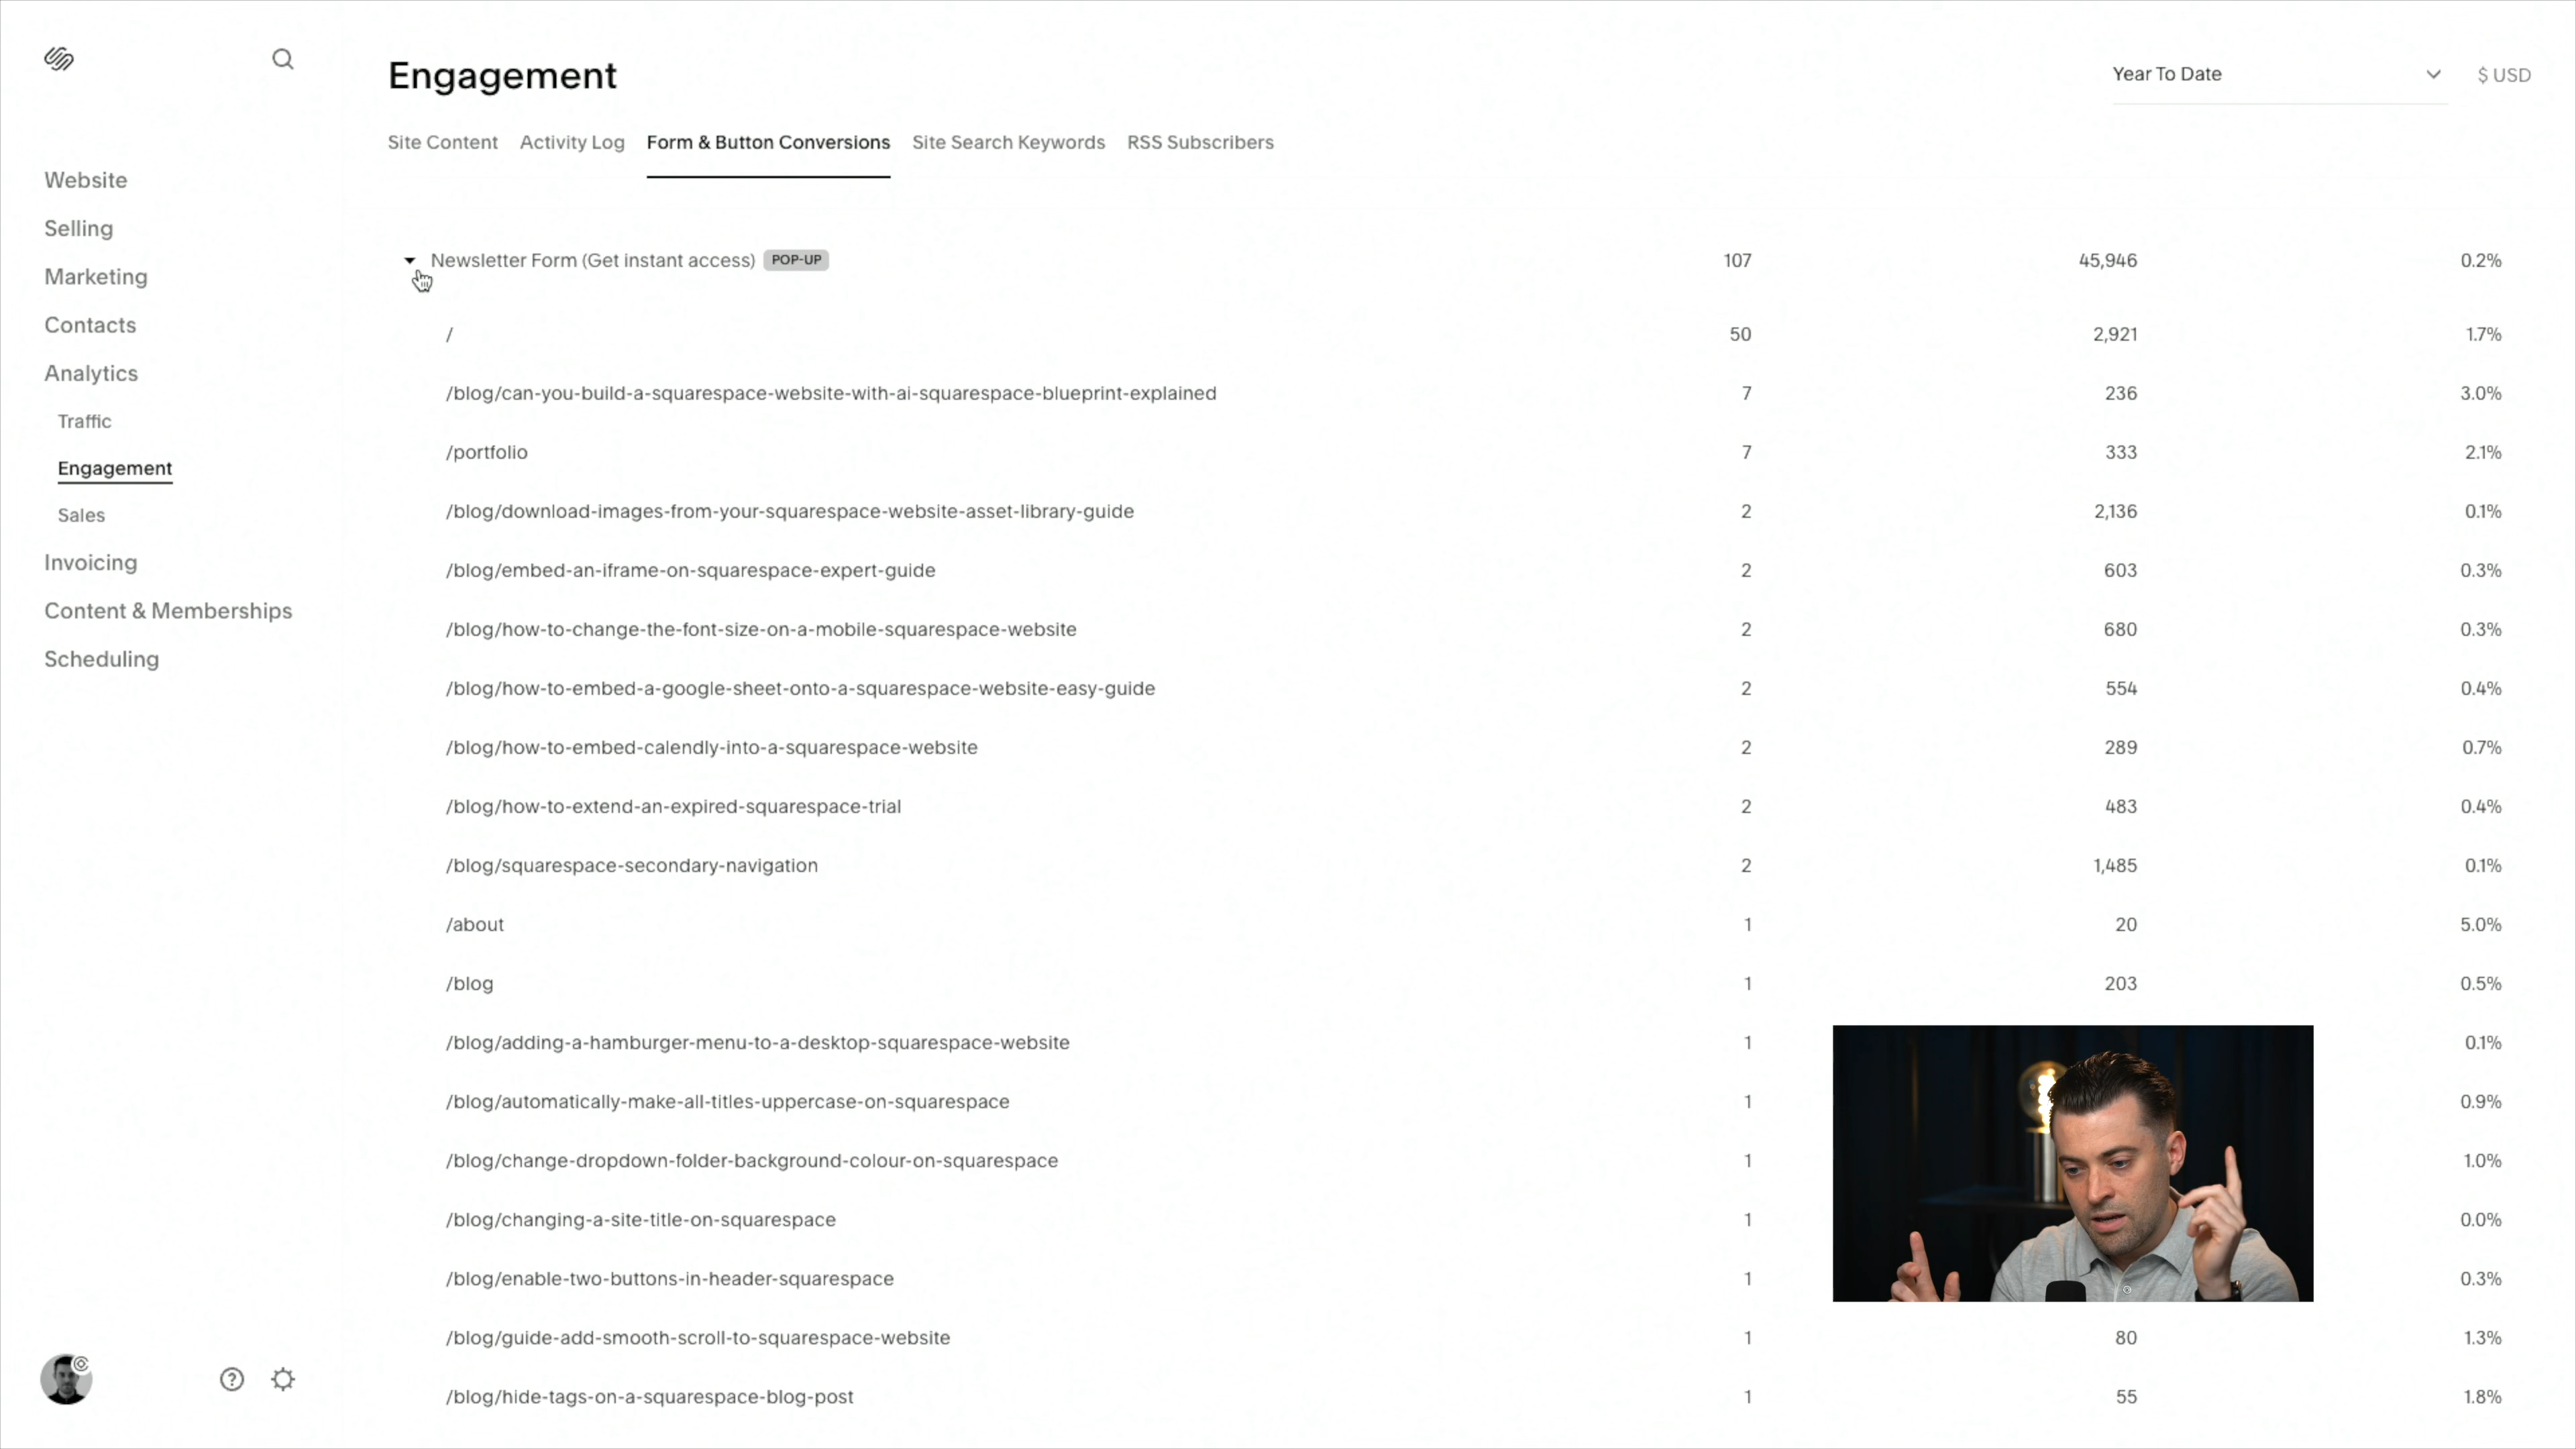 Engagement
Year To Date
$ USD
Site Content Activity Log Form & Button Conversions Site Search Keywords RSS Subscribers
Website
Selling
Marketing
Contacts
Analytics
Traffic
Engagement
Sales
Invoicing
Content & Memberships
Scheduling
Newsletter Form (Get instant access) POP-UP 107 45,946 0.2%
/ 50 2,921 1.7%
/blog/can-you-build-a-squarespace-website-with-ai-squarespace-blueprint-explained 7 236 3.0%
/portfolio 7 333 2.1%
/blog/download-images-from-your-squarespace-website-asset-library-guide 2 2,136 0.1%
/blog/embed-an-iframe-on-squarespace-expert-guide 2 603 0.3%
/blog/how-to-change-the-font-size-on-a-mobile-squarespace-website 2 680 0.3%
/blog/how-to-embed-a-google-sheet-onto-a-squarespace-website-easy-guide 2 554 0.4%
/blog/how-to-embed-calendly-into-a-squarespace-website 2 289 0.7%
/blog/how-to-extend-an-expired-squarespace-trial 2 483 0.4%
/blog/squarespace-secondary-navigation 2 1,485 0.1%
/about 1 20 5.0%
/blog 1 203 0.5%
/blog/adding-a-hamburger-menu-to-a-desktop-squarespace-website 1 0.1%
/blog/automatically-make-all-titles-uppercase-on-squarespace 1 0.9%
/blog/change-dropdown-folder-background-colour-on-squarespace 1 1.0%
/blog/changing-a-site-title-on-squarespace 1 0.0%
/blog/enable-two-buttons-in-header-squarespace 1 0.3%
/blog/guide-add-smooth-scroll-to-squarespace-website 1 80 1.3%
/blog/hide-tags-on-a-squarespace-blog-post 1 55 1.8%